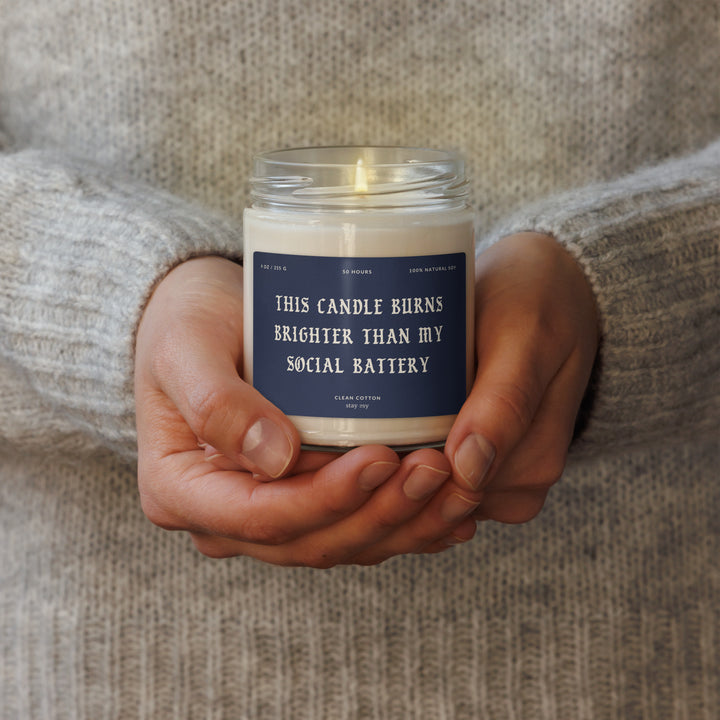 9 OZ / 255 G 50 HOURS 100% NATURAL SOY
THIS CANDLE BURNS
BRIGHTER THAN MY
SOCIAL BATTERY
CLEAN COTTON
stay my